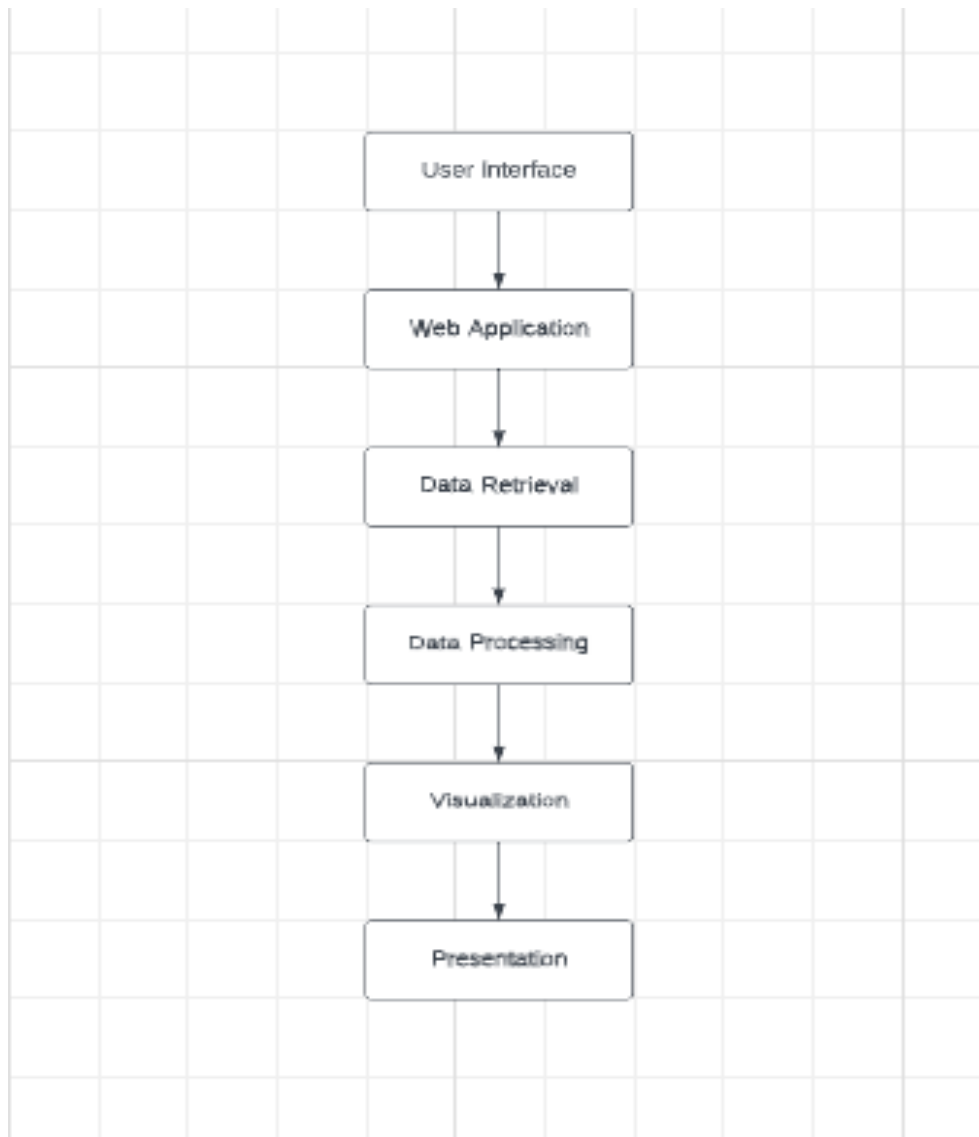 User Interface
Web Application
Data Retrieval
Data Processing
Visualization
Presentation